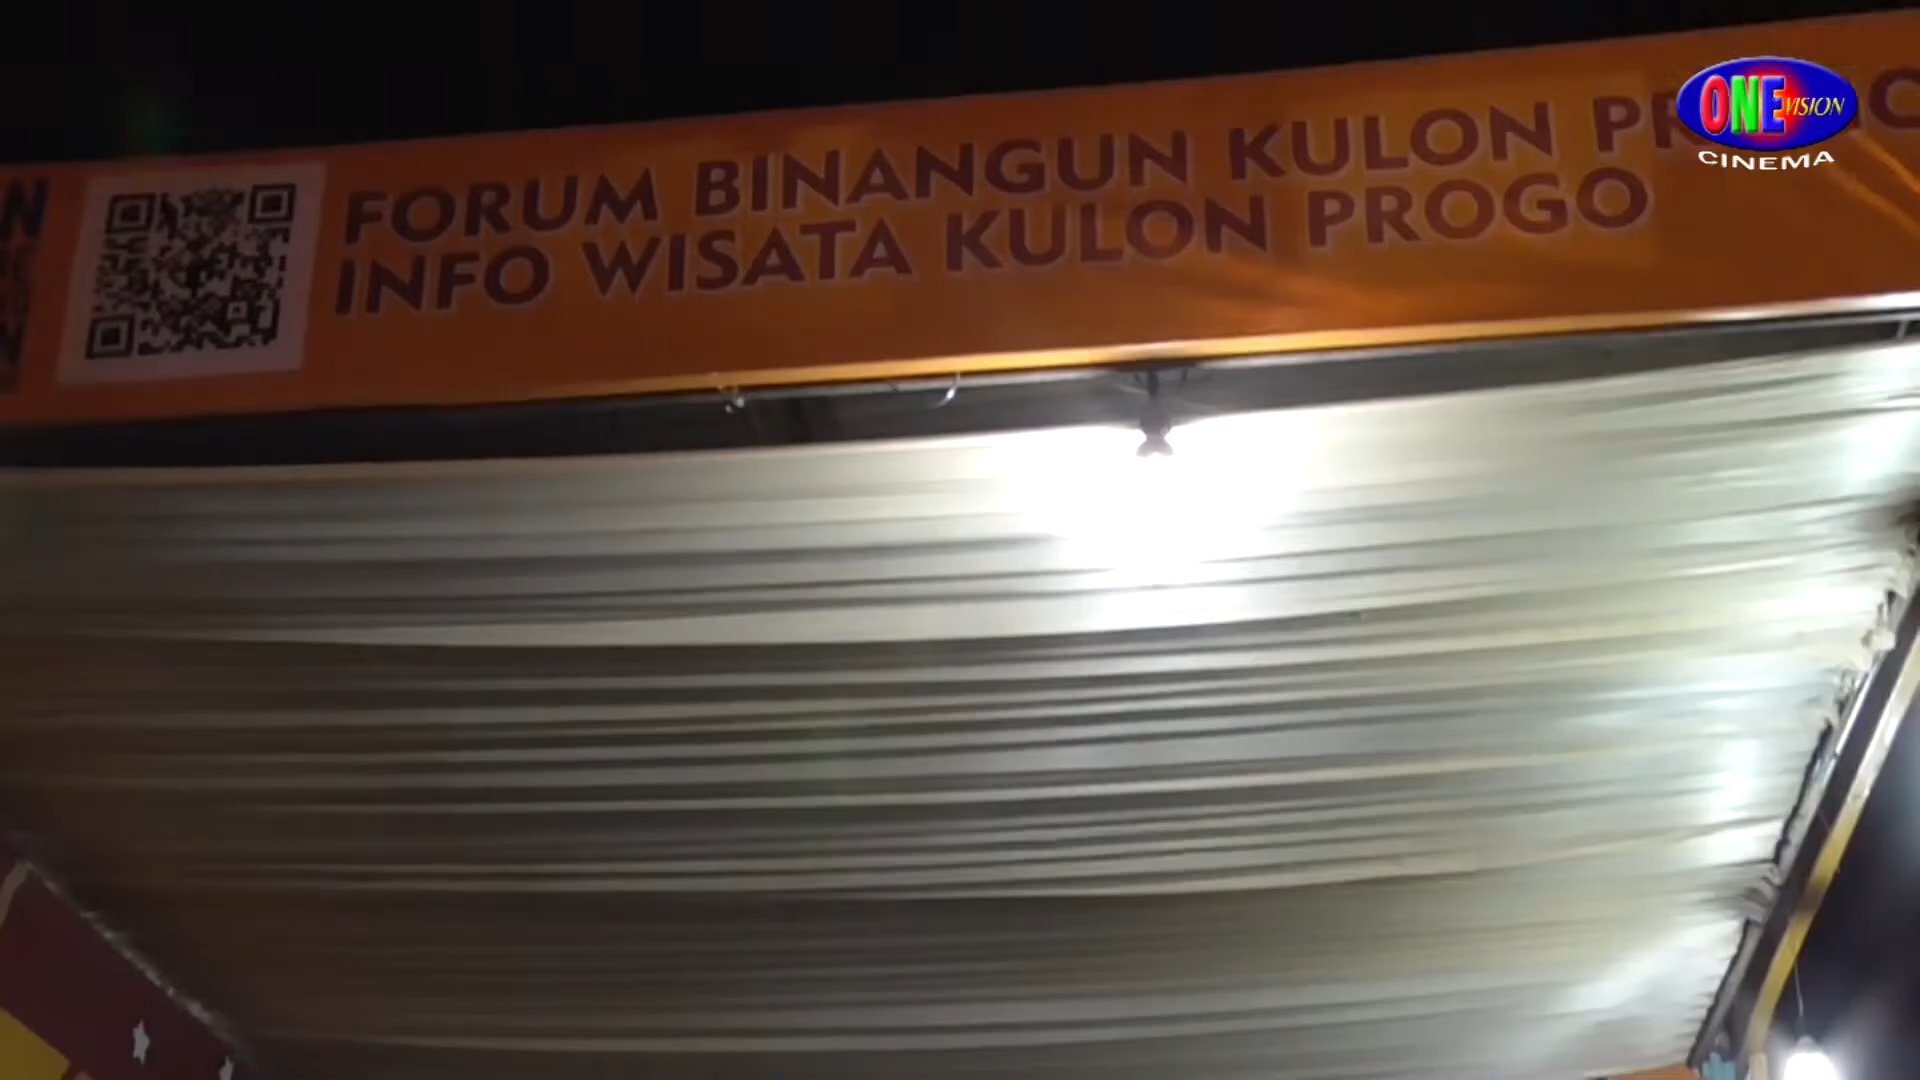 FORUM BINANGUN KULON
INFO WISATA KULON PROGO
ONE VISION
CINEMA